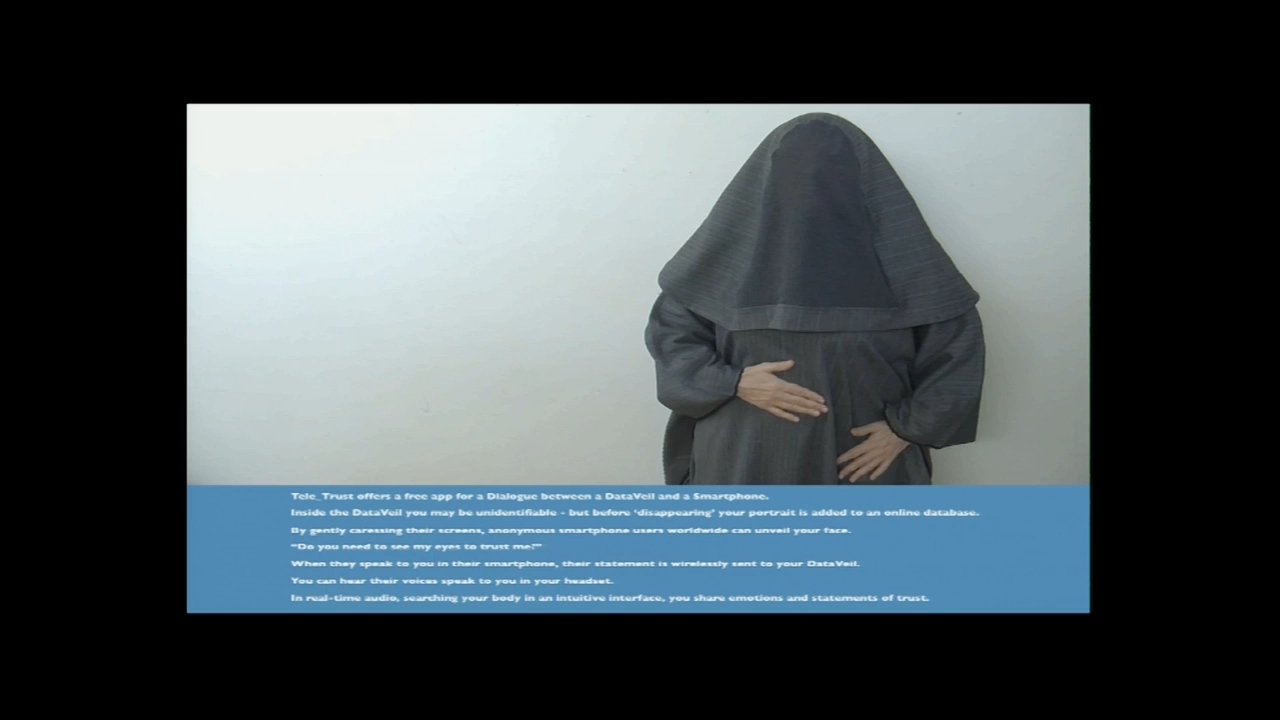 Tele_Trust offers a free app for a Dialogue between a DataVeil and a Smartphone.
Inside the DataVeil you may be unidentifiable - but before 'disappearing' your portrait is added to an online database.
By gently caressing their screens, anonymous smartphone users worldwide can unveil your face.
"Do you need to see my eyes to trust me?"
When they speak to you in their smartphone, their statement is wirelessly sent to your DataVeil.
You can hear their voices speak to you in your headset.
In real-time audio, searching your body in an intuitive interface, you share emotions and statements of trust.